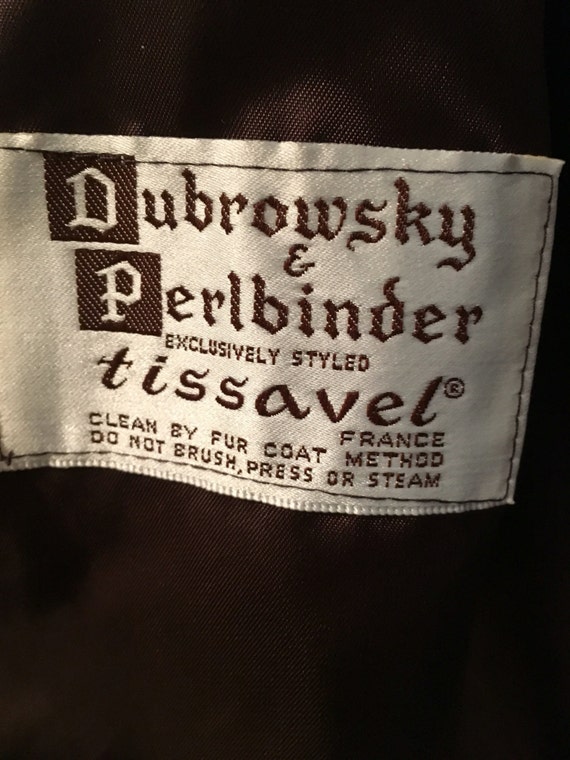 Dubrowsky
&
Perlbinder
EXCLUSIVELY STYLED
tissavel®
FRANCE
CLEAN BY FUR COAT METHOD
DO NOT BRUSH, PRESS OR STEAM